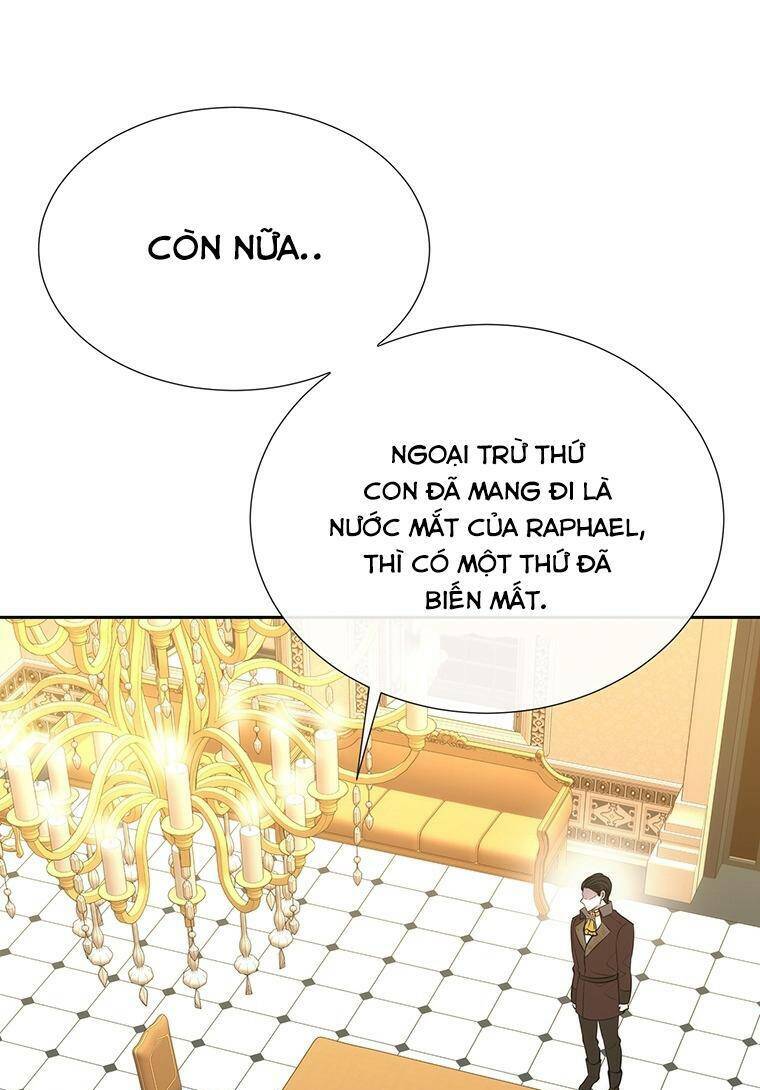 CÒN NỮA..
NGOẠI TRỪ THỨ
CON ĐÃ MANG ĐI LÀ
NƯỚC MẮT CỦA RAPHAEL,
THÌ CÓ MỘT THỨ ĐÃ
BIẾN MẤT.